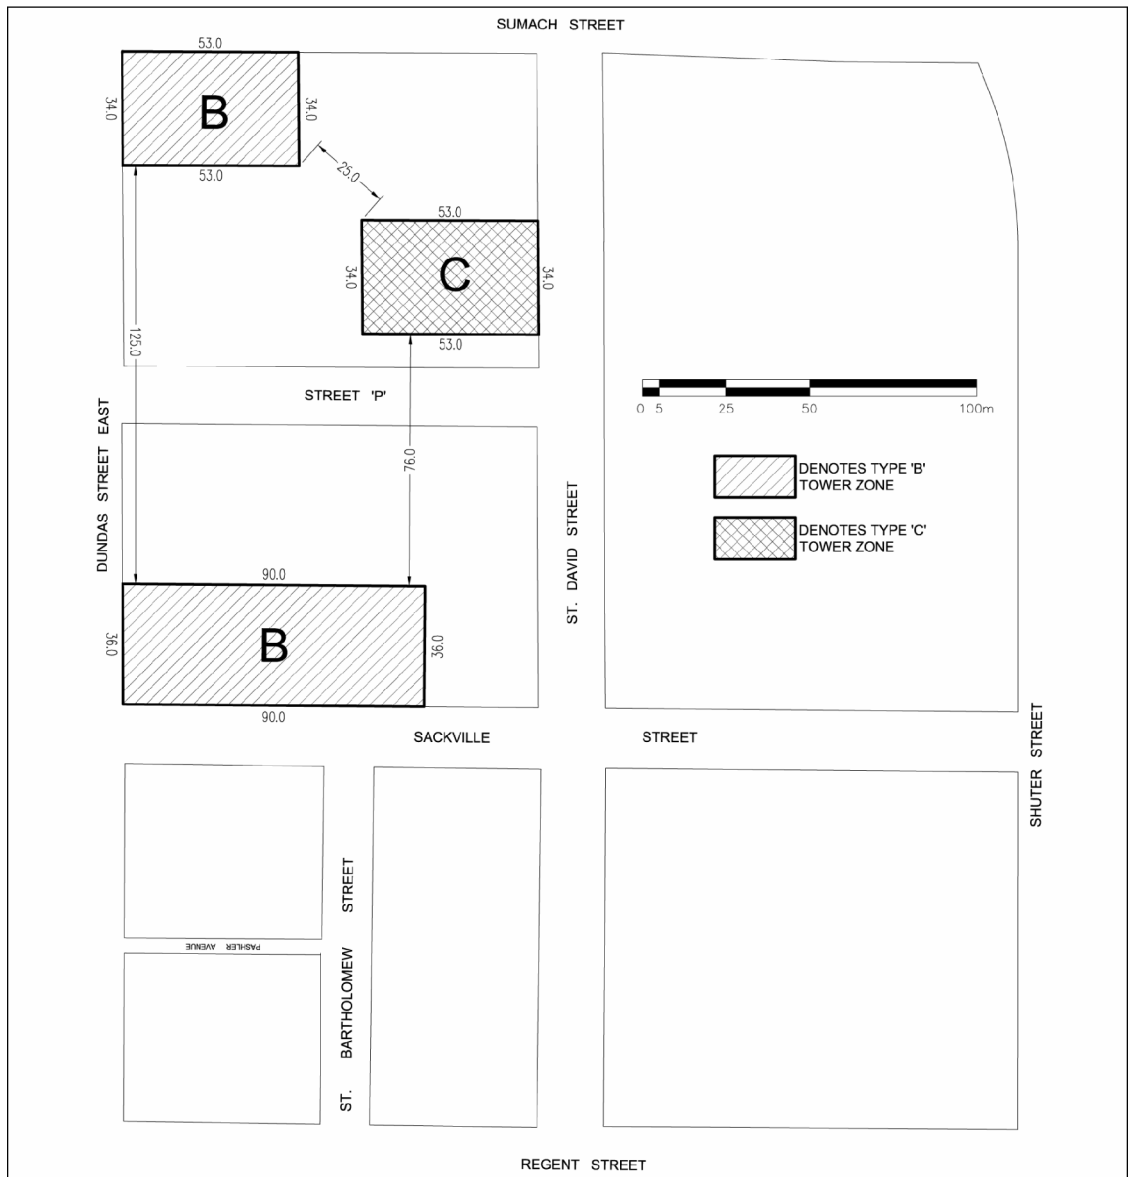 SUMACH STREET
53.0
34.0
B
34.0
53.0
25.0
53.0
34.0
C
34.0
53.0
125.0
STREET 'P'
0 5 25 50 100m
DUNDAS STREET EAST
76.0
DENOTES TYPE 'B'
TOWER ZONE
DENOTES TYPE 'C'
TOWER ZONE
ST. DAVID STREET
90.0
36.0
B
36.0
90.0
SACKVILLE STREET
SHUTER STREET
PASHLER AVENUE
ST. BARTHOLOMEW STREET
REGENT STREET